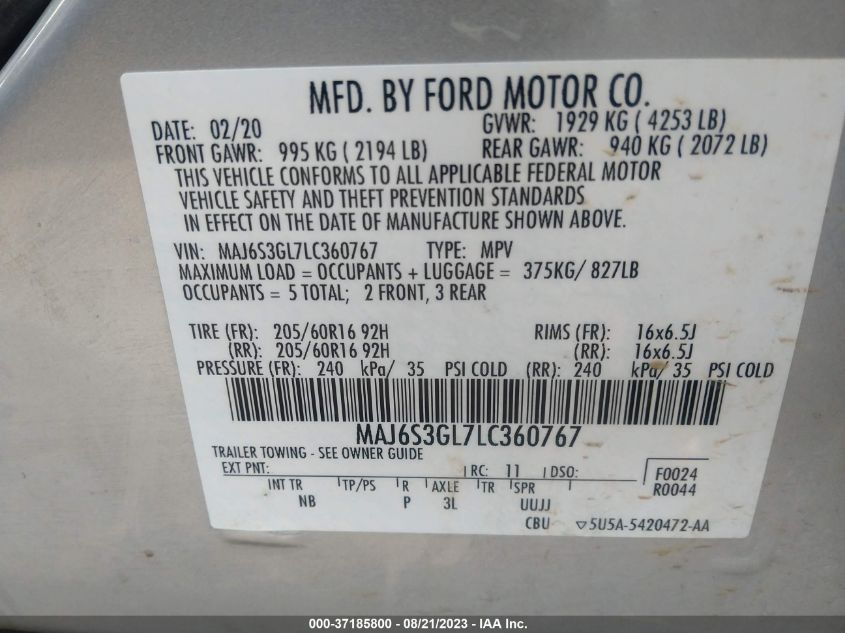 MFD. BY FORD MOTOR CO.
DATE: 02/20 GVWR: 1929 KG ( 4253 LB)
FRONT GAWR: 995 KG ( 2194 LB) REAR GAWR: 940 KG ( 2072 LB)
THIS VEHICLE CONFORMS TO ALL APPLICABLE FEDERAL MOTOR
VEHICLE SAFETY AND THEFT PREVENTION STANDARDS
IN EFFECT ON THE DATE OF MANUFACTURE SHOWN ABOVE.
VIN: MAJ6S3GL7LC360767 TYPE: MPV
MAXIMUM LOAD = OCCUPANTS + LUGGAGE = 375KG/ 827LB
OCCUPANTS = 5 TOTAL; 2 FRONT, 3 REAR
TIRE (FR): 205/60R16 92H RIMS (FR): 16x6.5J
(RR): 205/60R16 92H (RR): 16x6.5J
PRESSURE (FR): 240 kPa/ 35 PSI COLD (RR): 240 kPa/ 35 PSI COLD
MAJ6S3GL7LC360767
TRAILER TOWING - SEE OWNER GUIDE
EXT PNT: RC: 11 DSO: F0024
R0044
INT TR TP/PS R AXLE TR SPR
NB P 3L UUJJ
CBU ▽5U5A-5420472-AA
000-37185800 - 08/21/2023 - IAA Inc.